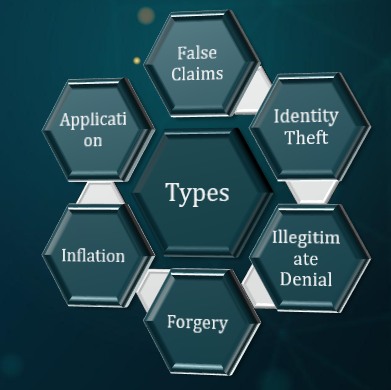 False
Claims
Identity
Theft
Illegitim
ate
Denial
Forgery
Inflation
Applicati
on
Types